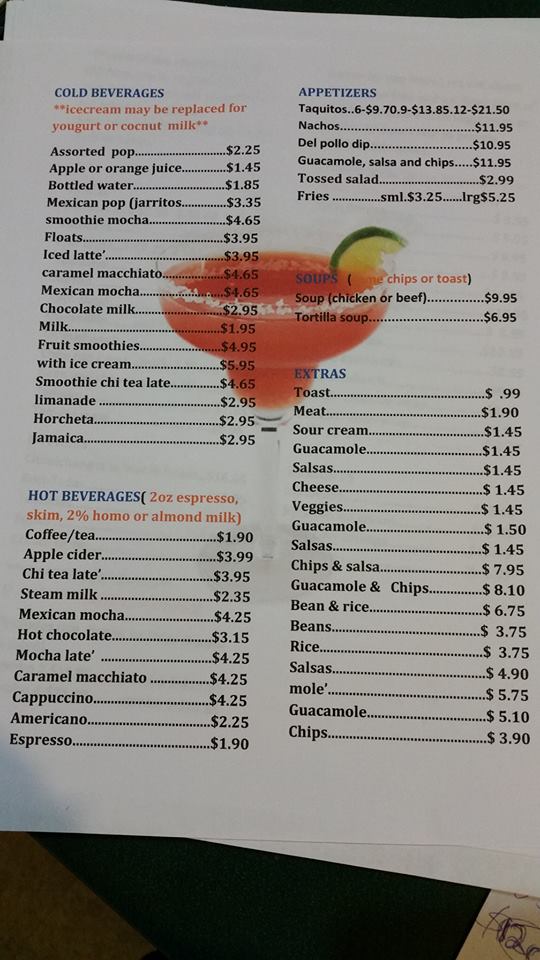 COLD BEVERAGES
**icecream may be replaced for
yougurt or cocnut milk**
Assorted pop..............................$2.25
Apple or orange juice.............$1.45
Bottled water............................$1.85
Mexican pop (jarritos..............$3.35
smoothie mocha......................$4.65
Floats..........................................$3.95
Iced latte'...................................$3.95
caramel macchiato..................$4.65
Mexican mocha........................$4.65
Chocolate milk.........................$2.95
Milk............................................$1.95
Fruit smoothies.......................$4.95
with ice cream.........................$5.95
Smoothie chi tea late..............$4.65
limanade ..................................$2.95
Horcheta...................................$2.95
Jamaica......................................$2.95
HOT BEVERAGES( 2oz espresso,
skim, 2% homo or almond milk)
Coffee/tea..................................$1.90
Apple cider................................$3.99
Chi tea late'................................$3.95
Steam milk ...............................$2.35
Mexican mocha........................$4.25
Hot chocolate...........................$3.15
Mocha late' ...............................$4.25
Caramel macchiato .................$4.25
Cappuccino...............................$4.25
Americano................................$2.25
Espresso....................................$1.90
APPETIZERS
Taquitos..6-$9.70.9-$13.85.12-$21.50
Nachos....................................$11.95
Del pollo dip...........................$10.95
Guacamole, salsa and chips.....$11.95
Tossed salad.........................$2.99
Fries .............sml.$3.25......lrg$5.25
SOUPS ( chips or toast)
Soup (chicken or beef)...............$9.95
Tortilla soup.............................$6.95
EXTRAS
Toast.........................................$ .99
Meat.........................................$1.90
Sour cream..............................$1.45
Guacamole..............................$1.45
Salsas.......................................$1.45
Cheese.....................................$ 1.45
Veggies....................................$ 1.45
Guacamole..............................$ 1.50
Salsas.......................................$ 1.45
Chips & salsa..........................$ 7.95
Guacamole & Chips..............$ 8.10
Bean & rice.............................$ 6.75
Beans.......................................$ 3.75
Rice..........................................$ 3.75
Salsas.......................................$ 4.90
mole'........................................$ 5.75
Guacamole..............................$ 5.10
Chips........................................$ 3.90